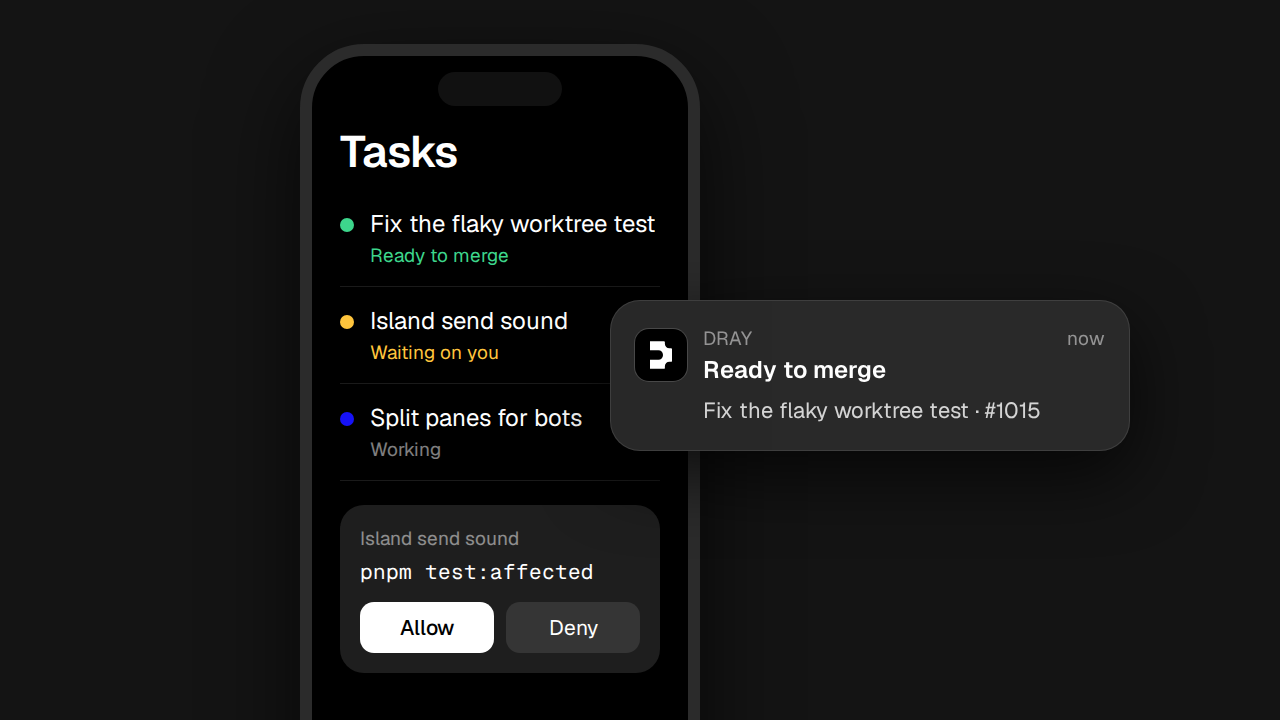 Tasks
Fix the flaky worktree test
Ready to merge
Island send sound
Waiting on you
Split panes for bots
Working
DRAY
now
Ready to merge
Fix the flaky worktree test · #1015
Island send sound
pnpm test:affected
Allow
Deny